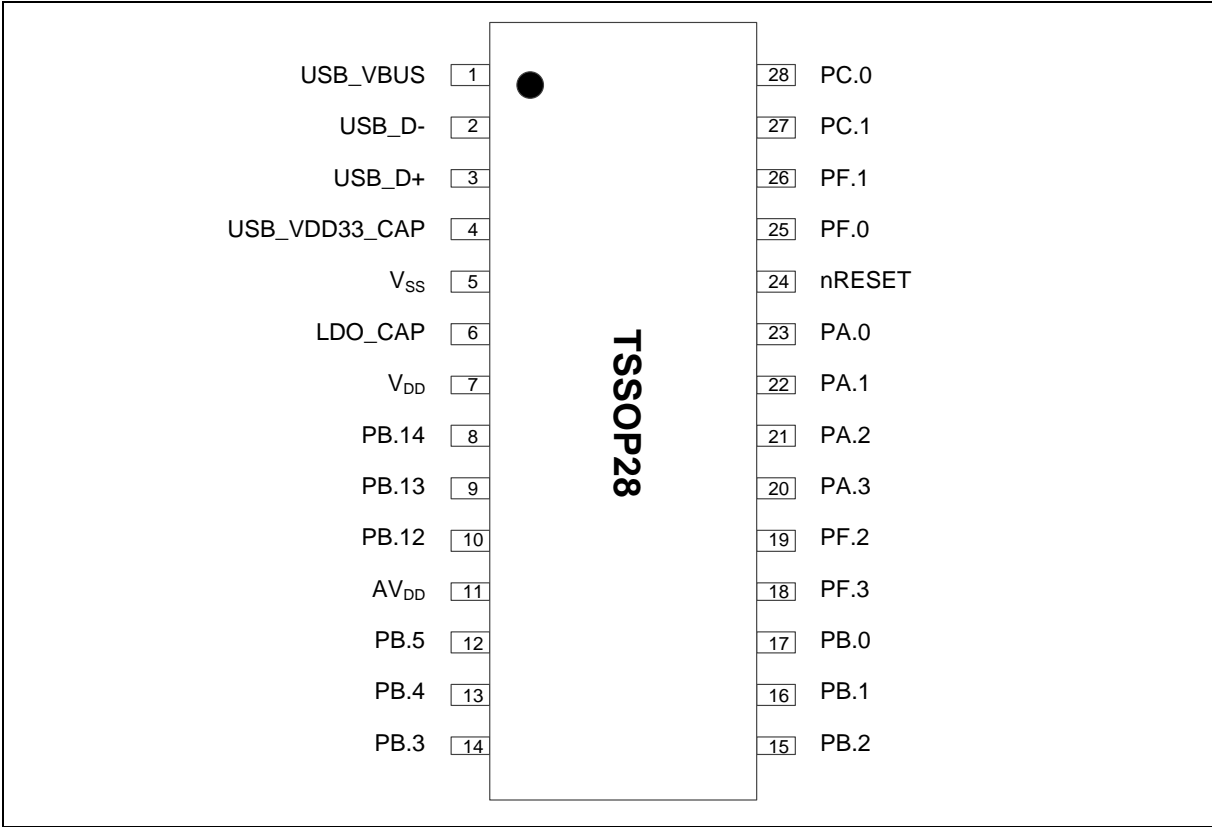 USB_VBUS 1 28 PC.0
USB_D- 2 27 PC.1
USB_D+ 3 26 PF.1
USB_VDD33_CAP 4 25 PF.0
VSS 5 24 nRESET
LDO_CAP 6 23 PA.0
VDD 7 22 PA.1
PB.14 8 21 PA.2
PB.13 9 20 PA.3
PB.12 10 19 PF.2
AVDD 11 18 PF.3
PB.5 12 17 PB.0
PB.4 13 16 PB.1
PB.3 14 15 PB.2
TSSOP28